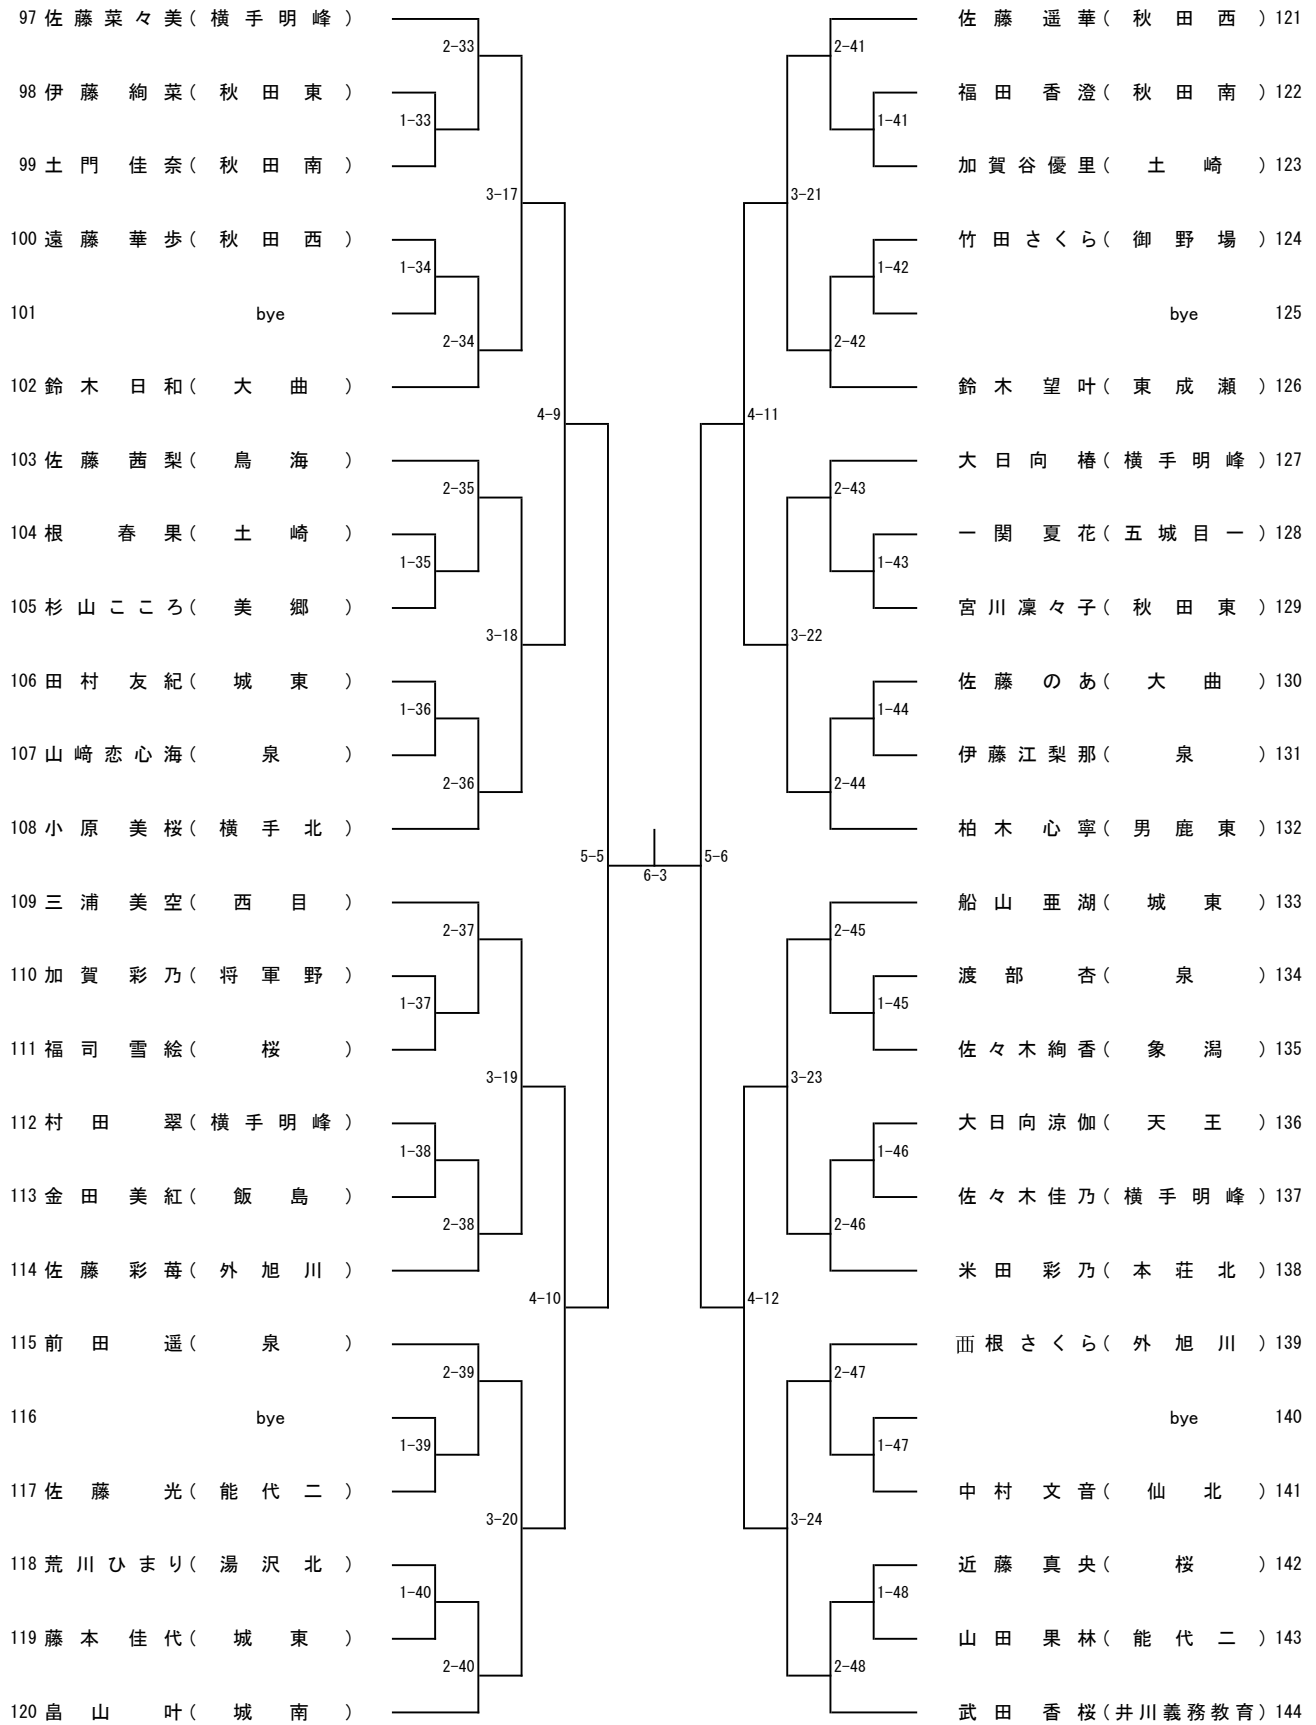 97 佐藤菜々美(横手明峰)
2-33
98 伊藤絢菜(秋田東)
1-33
99 土門佳奈(秋田南)
3-17
100 遠藤華歩(秋田西)
1-34
101 bye
2-34
102 鈴木日和(大曲)
4-9
103 佐藤茜梨(鳥海)
2-35
104 根春果(土崎)
1-35
105 杉山こころ(美郷)
3-18
106 田村友紀(城東)
1-36
107 山﨑恋心海(泉)
2-36
108 小原美桜(横手北)
5-5
109 三浦美空(西目)
2-37
110 加賀彩乃(将軍野)
1-37
111 福司雪絵(桜)
3-19
112 村田翠(横手明峰)
1-38
113 金田美紅(飯島)
2-38
114 佐藤彩苺(外旭川)
4-10
115 前田遥(泉)
2-39
116 bye
1-39
117 佐藤光(能代二)
3-20
118 荒川ひまり(湯沢北)
1-40
119 藤本佳代(城東)
2-40
120 畠山叶(城南)
6-3
佐藤遥華(秋田西) 121
2-41
福田香澄(秋田南) 122
1-41
加賀谷優里(土崎) 123
3-21
竹田さくら(御野場) 124
1-42
bye 125
2-42
鈴木望叶(東成瀬) 126
4-11
大日向椿(横手明峰) 127
2-43
一関夏花(五城目一) 128
1-43
宮川凜々子(秋田東) 129
3-22
佐藤のあ(大曲) 130
1-44
伊藤江梨那(泉) 131
2-44
柏木心寧(男鹿東) 132
5-6
船山亜湖(城東) 133
2-45
渡部杏(泉) 134
1-45
佐々木絢香(象潟) 135
3-23
大日向涼伽(天王) 136
1-46
佐々木佳乃(横手明峰) 137
2-46
米田彩乃(本荘北) 138
4-12
根さくら(外旭川) 139
2-47
bye 140
1-47
中村文音(仙北) 141
3-24
近藤真央(桜) 142
1-48
山田果林(能代二) 143
2-48
武田香桜(井川義務教育) 144